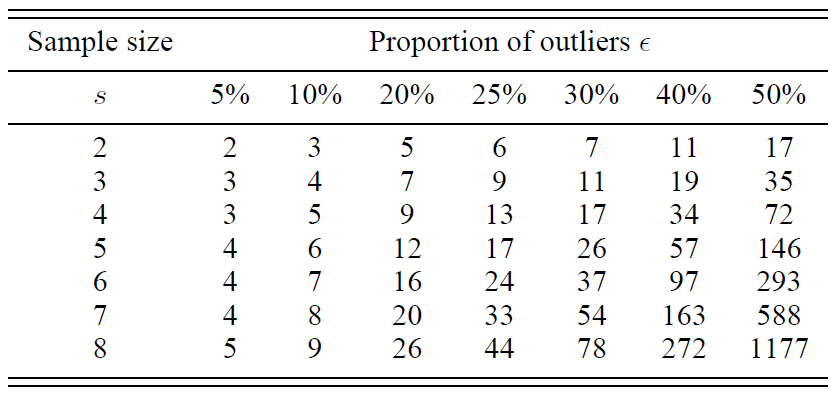 Sample size Proportion of outliers ϵ
s 5% 10% 20% 25% 30% 40% 50%
2 2 3 5 6 7 11 17
3 3 4 7 9 11 19 35
4 3 5 9 13 17 34 72
5 4 6 12 17 26 57 146
6 4 7 16 24 37 97 293
7 4 8 20 33 54 163 588
8 5 9 26 44 78 272 1177